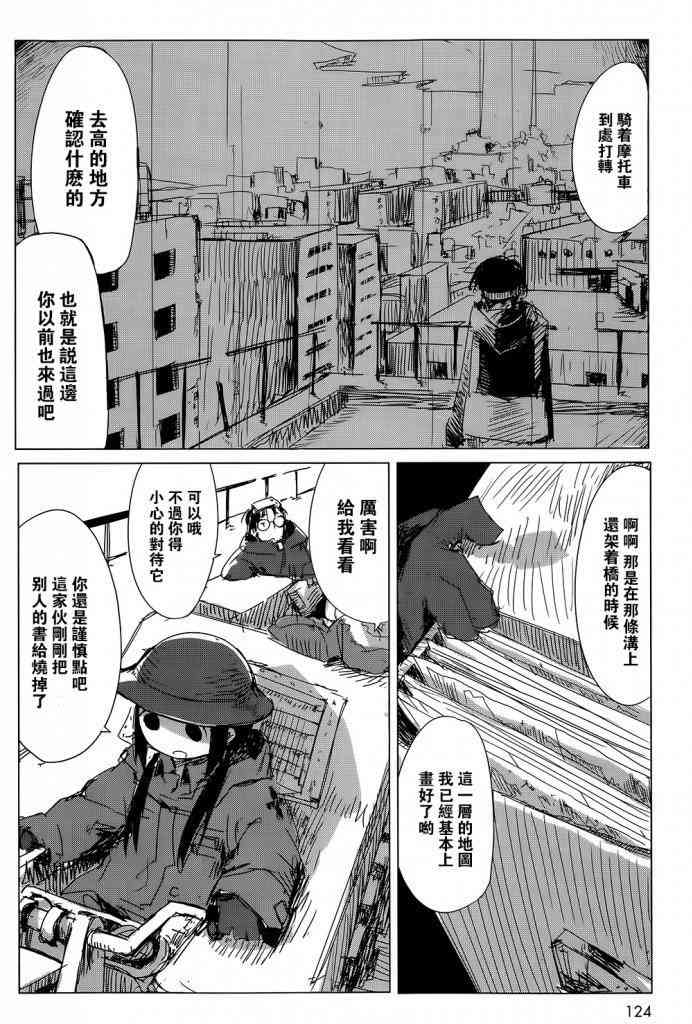 騎着摩托車
到處打轉
去高的地方
確認什麽的
也就是説這邊
你以前也來過吧
啊啊 那是在那條溝上
還架着橋的時候
這一層的地圖
我已經基本上
畫好了喲
厲害啊
給我看看
可以哦
不過你得
小心的對待它
你還是謹慎點吧
這家伙剛剛把
别人的書給燒掉了
124